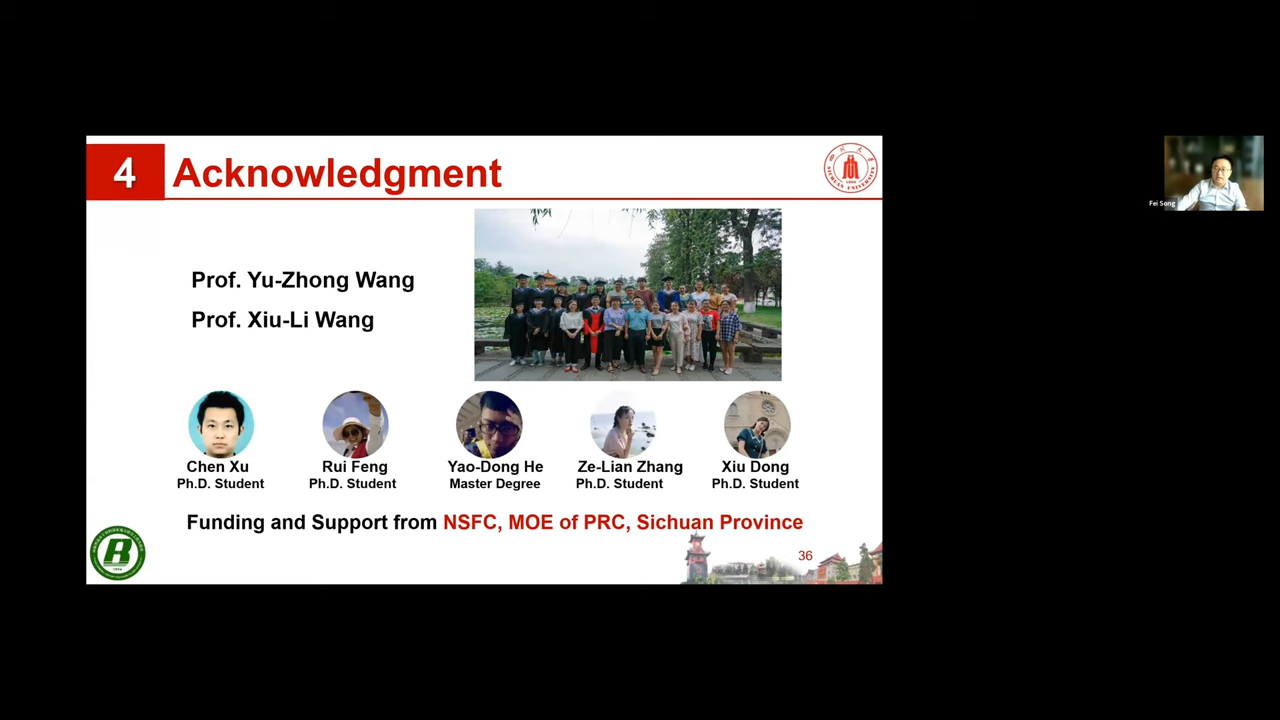 4 Acknowledgment
SICHUAN UNIVERSITY
Fei Song
Prof. Yu-Zhong Wang
Prof. Xiu-Li Wang
Chen Xu
Ph.D. Student
Rui Feng
Ph.D. Student
Yao-Dong He
Master Degree
Ze-Lian Zhang
Ph.D. Student
Xiu Dong
Ph.D. Student
Funding and Support from NSFC, MOE of PRC, Sichuan Province
36